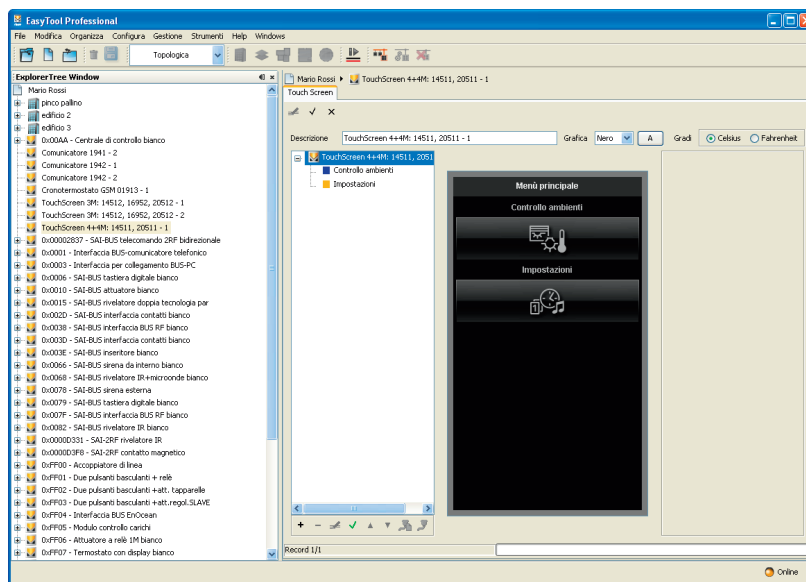 EasyTool Professional
File Modifica Organizza Configura Gestione Strumenti Help Windows
Topologica
ExplorerTree Window
Mario Rossi
pinco pallino
edificio 2
edificio 3
0x00AA - Centrale di controllo bianco
Comunicatore 1941 - 2
Comunicatore 1942 - 1
Comunicatore 1942 - 2
Cronotermostato GSM 01913 - 1
TouchScreen 3M: 14512, 16952, 20512 - 1
TouchScreen 3M: 14512, 16952, 20512 - 2
TouchScreen 4+4M: 14511, 20511 - 1
0x00002837 - SAI-BUS telecomando 2RF bidirezionale
0x0001 - Interfaccia BUS-comunicatore telefonico
0x0003 - Interfaccia per collegamento BUS-PC
0x0006 - SAI-BUS tastiera digitale bianco
0x0010 - SAI-BUS attuatore bianco
0x0015 - SAI-BUS rivelatore doppia tecnologia par
0x002D - SAI-BUS interfaccia contatti bianco
0x0038 - SAI-BUS interfaccia BUS RF bianco
0x003D - SAI-BUS interfaccia contatti bianco
0x003E - SAI-BUS inseritore bianco
0x0066 - SAI-BUS sirena da interno bianco
0x0068 - SAI-BUS rivelatore IR+microonde bianco
0x0078 - SAI-BUS sirena esterna
0x0079 - SAI-BUS tastiera digitale bianco
0x007F - SAI-BUS interfaccia BUS RF bianco
0x0082 - SAI-BUS rivelatore IR bianco
0x0000D331 - SAI-2RF rivelatore IR
0x0000D3F8 - SAI-2RF contatto magnetico
0xFF00 - Accoppiatore di linea
0xFF01 - Due pulsanti basculanti + relè
0xFF02 - Due pulsanti basculanti +att. tapparelle
0xFF03 - Due pulsanti basculanti +att.regol.SLAVE
0xFF04 - Interfaccia BUS EnOcean
0xFF05 - Modulo controllo carichi
0xFF06 - Attuatore a relè 1M bianco
0xFF07 - Termostato con display bianco
Mario Rossi TouchScreen 4+4M: 14511, 20511 - 1
Touch Screen
Descrizione TouchScreen 4+4M: 14511, 20511 - 1 Grafica Nero A Gradi Celsius Fahrenheit
TouchScreen 4+4M: 14511, 2051
Controllo ambienti
Impostazioni
Menù principale
Controllo ambienti
Impostazioni
1
Record 1/1
Online